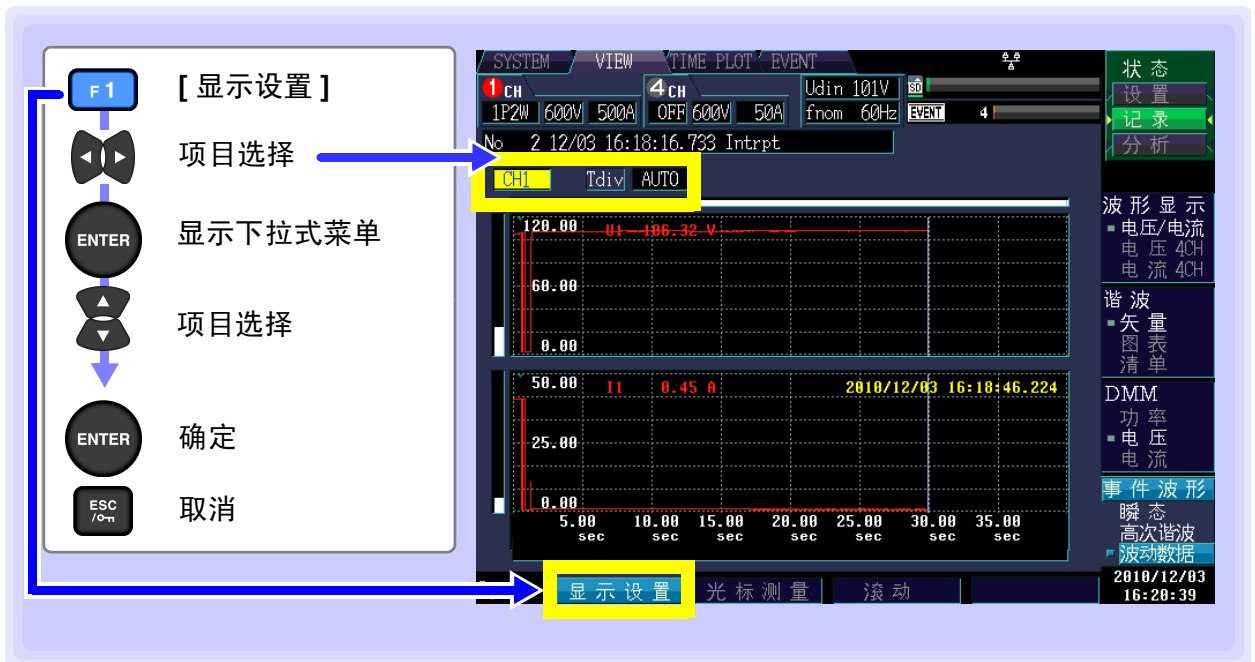 F1 [ 显示设置 ]
项目选择
ENTER 显示下拉式菜单
项目选择
ENTER 确定
ESC 取消
SYSTEM VIEW TIME PLOT EVENT
1 CH 4 CH Udin 101V SD
1P2W 600V 500A OFF 600V 50A fnom 60Hz EVENT 4
No 2 12/03 16:18:16.733 Intrpt
CH1 Tdiv AUTO
120.00 U1 106.32 V
60.00
0.00
50.00 I1 0.45 A 2010/12/03 16:18:46.224
25.00
0.00
5.00 10.00 15.00 20.00 25.00 30.00 35.00
sec sec sec sec sec sec sec
显示设置 光标测量 滚动
状态
设置
记录
分析
波形显示
电压/电流
电压 4CH
电流 4CH
谐波
矢量
图表
清单
DMM
功率
电压
电流
事件波形
瞬态
高次谐波
波动数据
2010/12/03
16:20:39